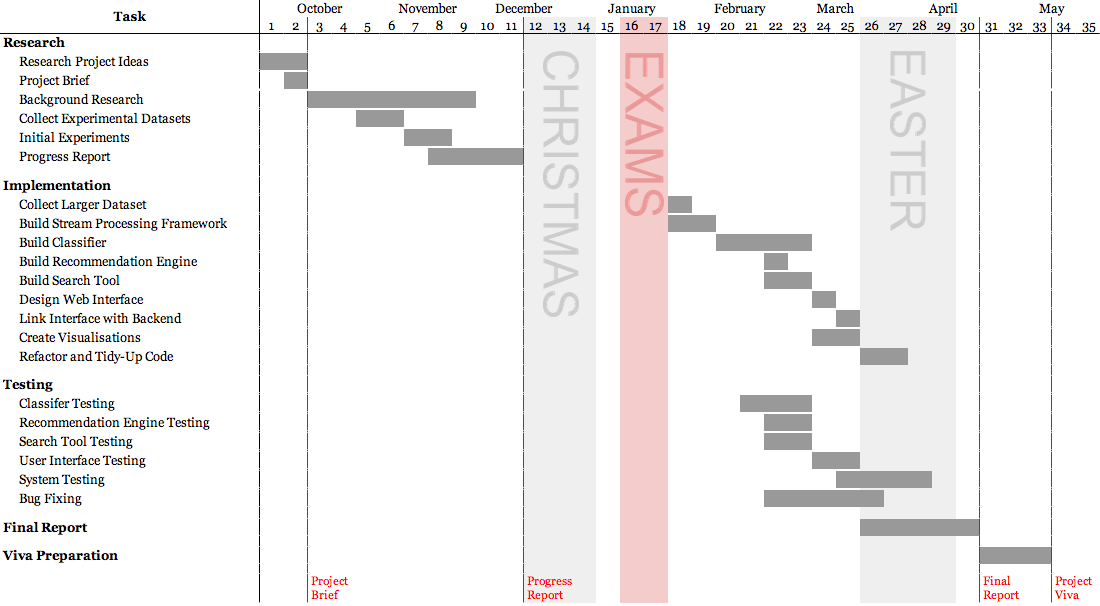 Task
October November December January February March April May
1 2 3 4 5 6 7 8 9 10 11 12 13 14 15 16 17 18 19 20 21 22 23 24 25 26 27 28 29 30 31 32 33 34 35
Research
Research Project Ideas
Project Brief
Background Research
Collect Experimental Datasets
Initial Experiments
Progress Report
Implementation
Collect Larger Dataset
Build Stream Processing Framework
Build Classifier
Build Recommendation Engine
Build Search Tool
Design Web Interface
Link Interface with Backend
Create Visualisations
Refactor and Tidy-Up Code
Testing
Classifer Testing
Recommendation Engine Testing
Search Tool Testing
User Interface Testing
System Testing
Bug Fixing
Final Report
Viva Preparation
CHRISTMAS
EXAMS
EASTER
Project
Brief
Progress
Report
Final
Report
Project
Viva